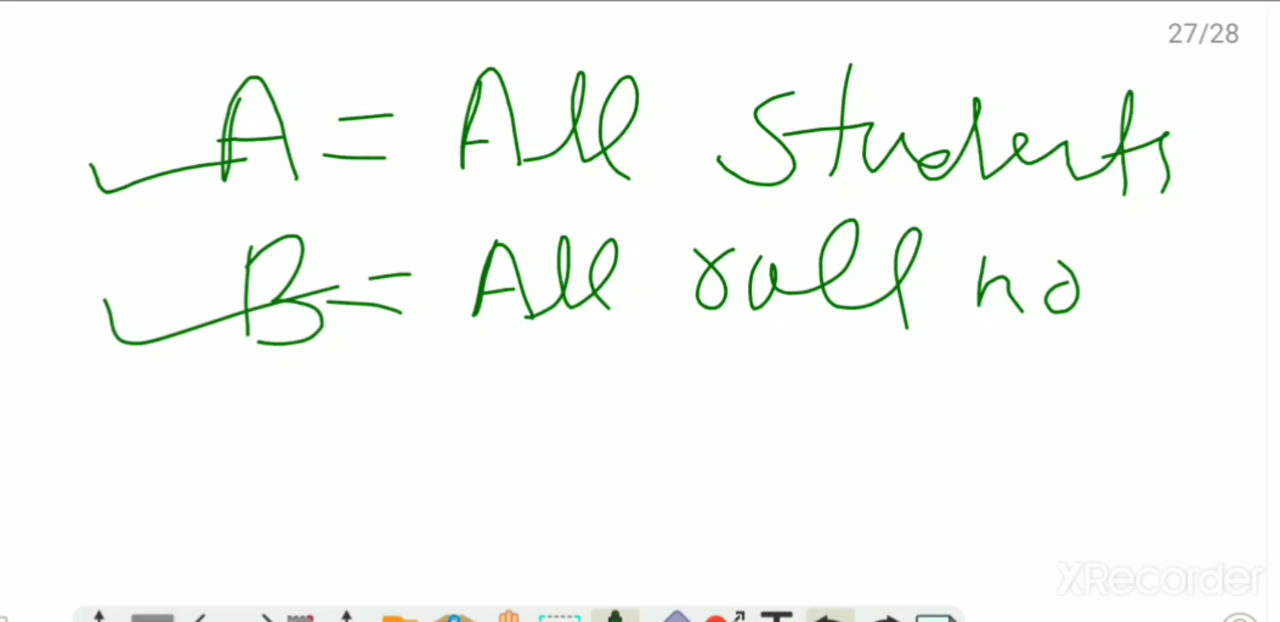 27/28
A = All Students
B = All roll no
XRecorder